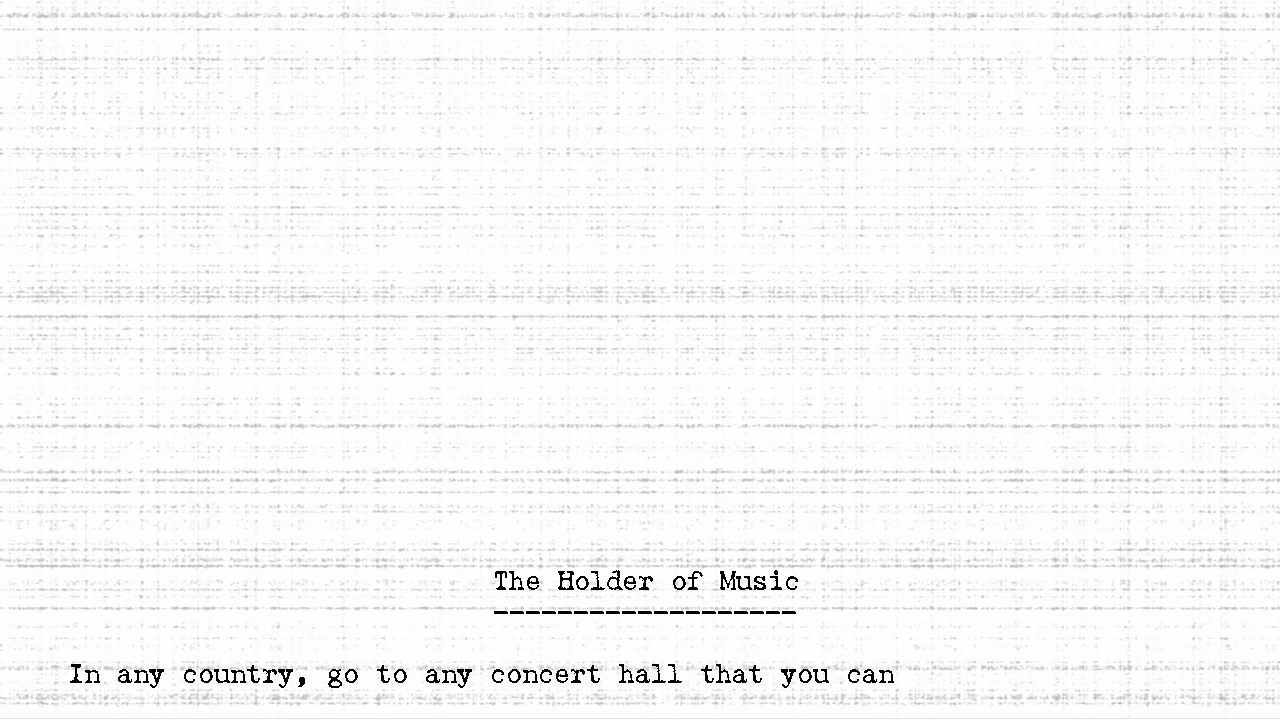 The Holder of Music
-------------------
In any country, go to any concert hall that you can